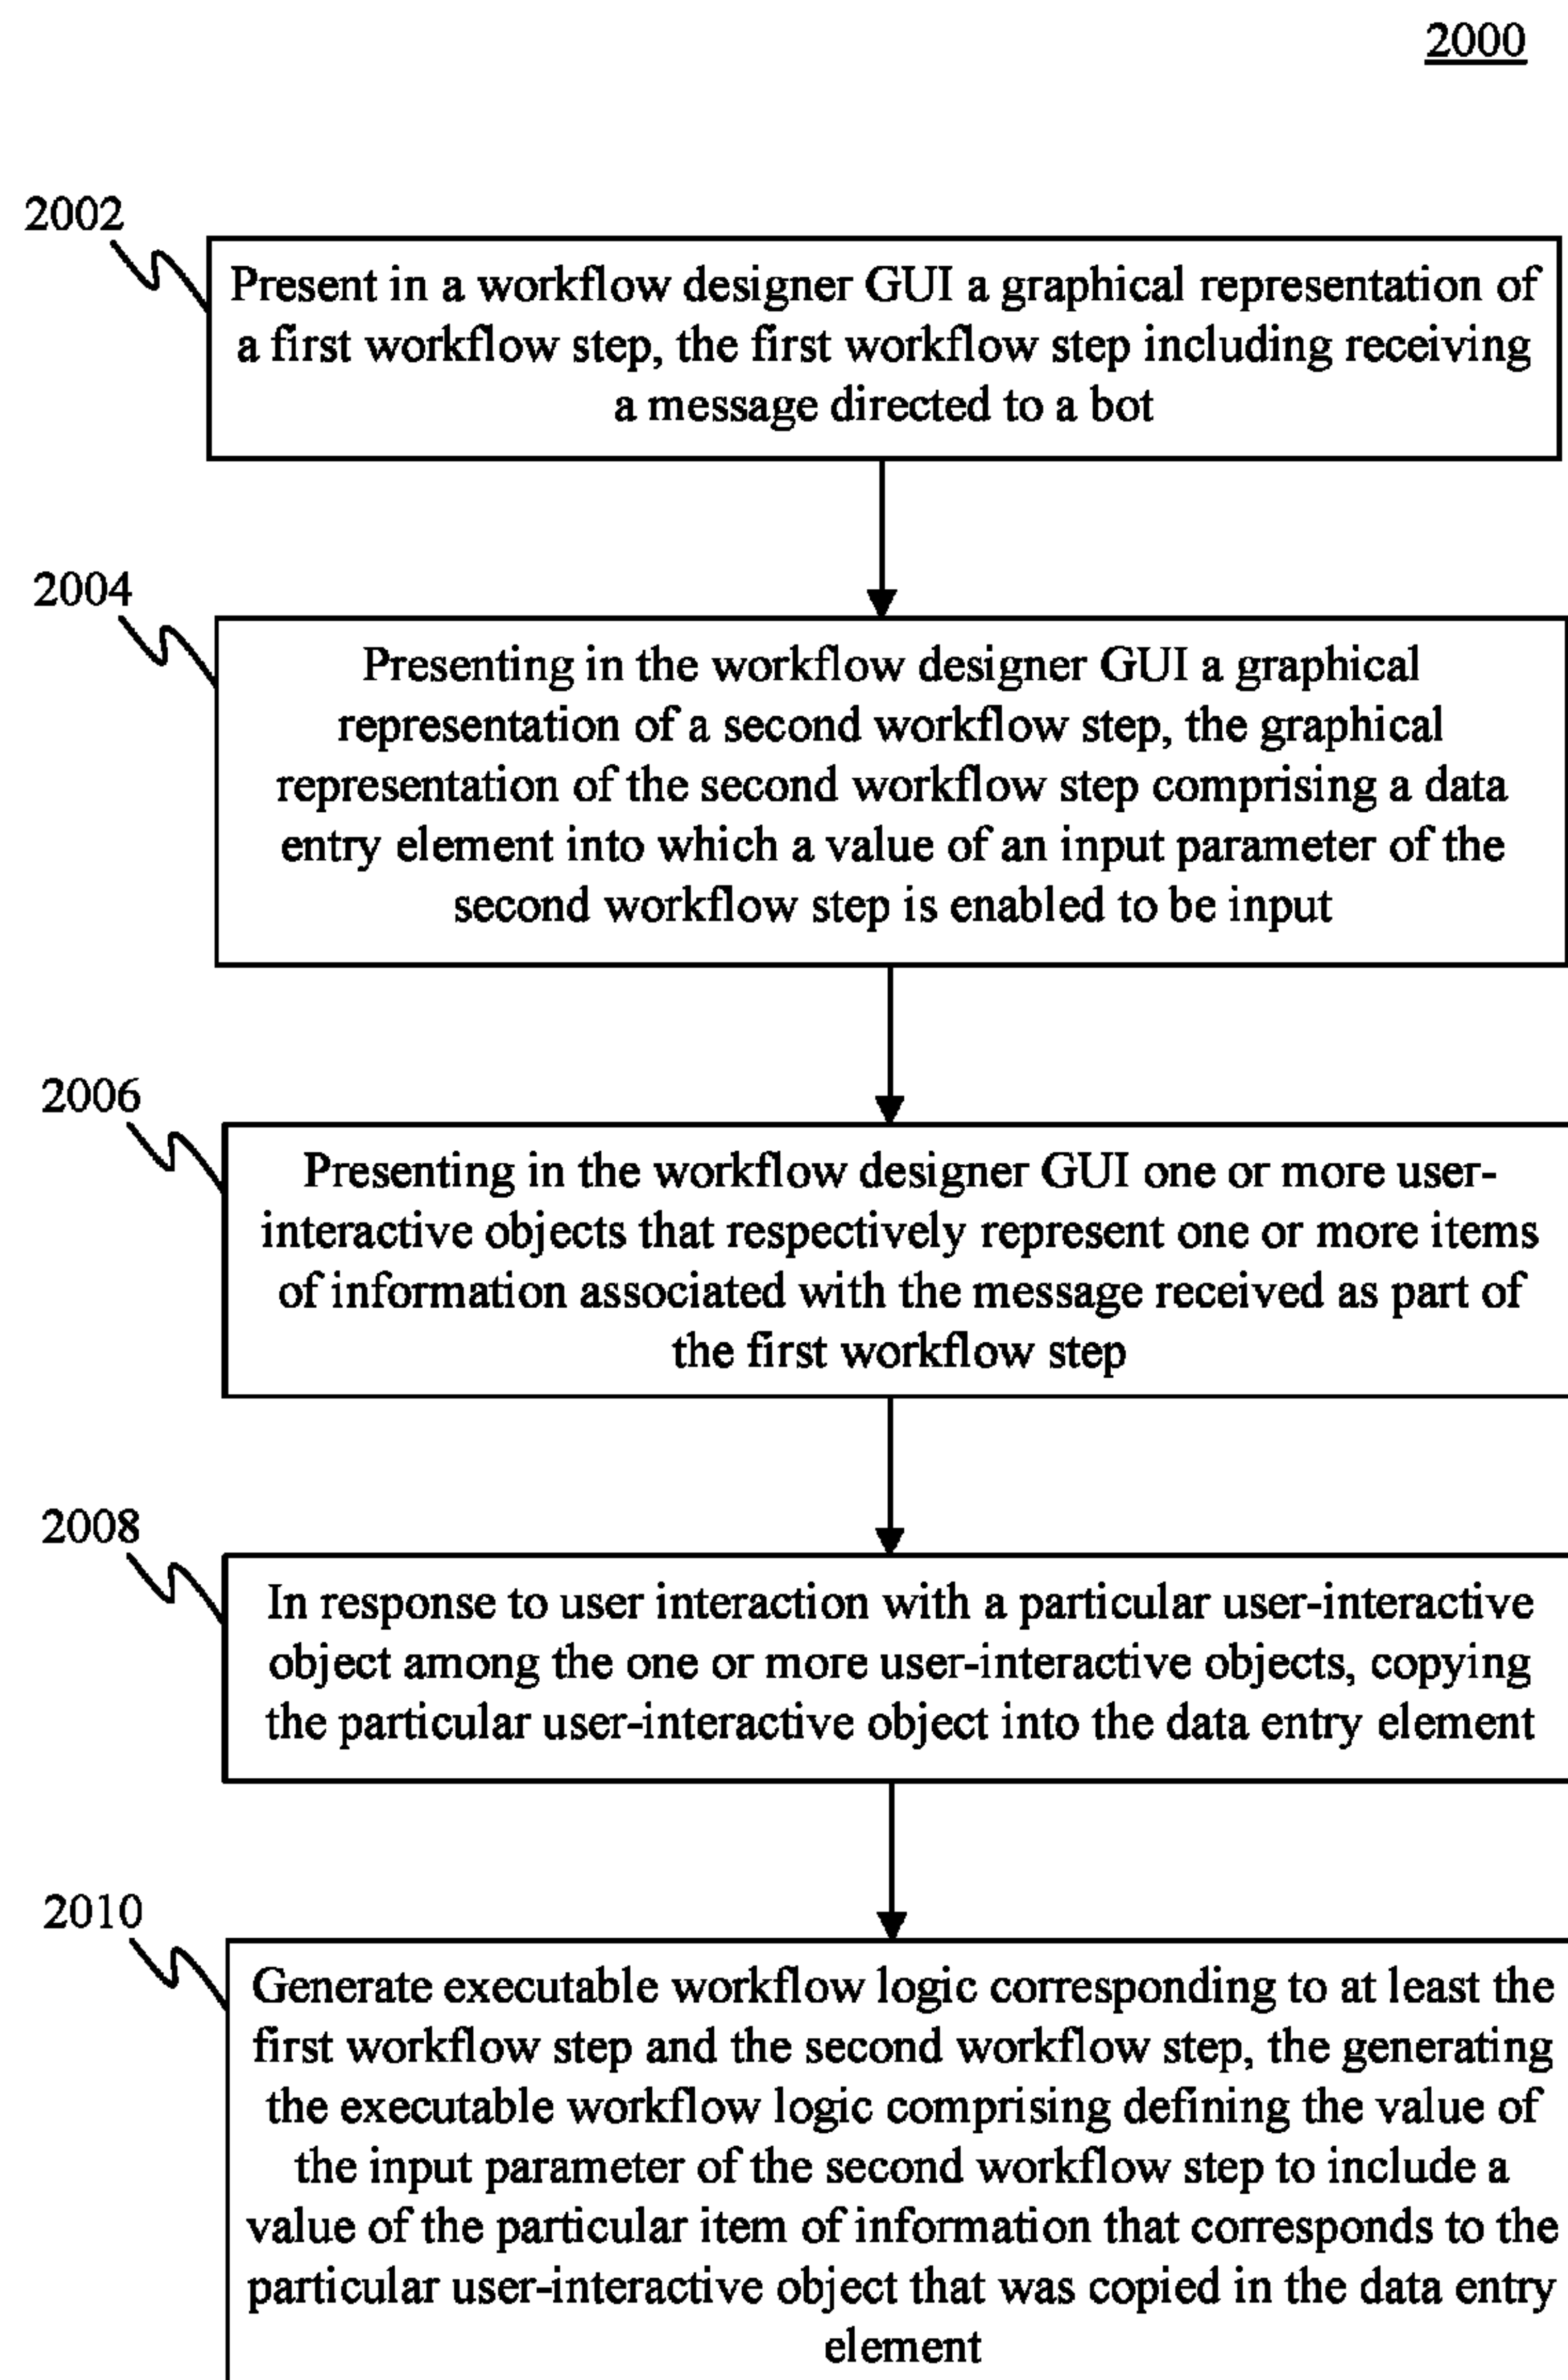 2000
2002
Present in a workflow designer GUI a graphical representation of
a first workflow step, the first workflow step including receiving
a message directed to a bot
2004
Presenting in the workflow designer GUI a graphical
representation of a second workflow step, the graphical
representation of the second workflow step comprising a data
entry element into which a value of an input parameter of the
second workflow step is enabled to be input
2006
Presenting in the workflow designer GUI one or more user-
interactive objects that respectively represent one or more items
of information associated with the message received as part of
the first workflow step
2008
In response to user interaction with a particular user-interactive
object among the one or more user-interactive objects, copying
the particular user-interactive object into the data entry element
2010
Generate executable workflow logic corresponding to at least the
first workflow step and the second workflow step, the generating
the executable workflow logic comprising defining the value of
the input parameter of the second workflow step to include a
value of the particular item of information that corresponds to the
particular user-interactive object that was copied in the data entry
element